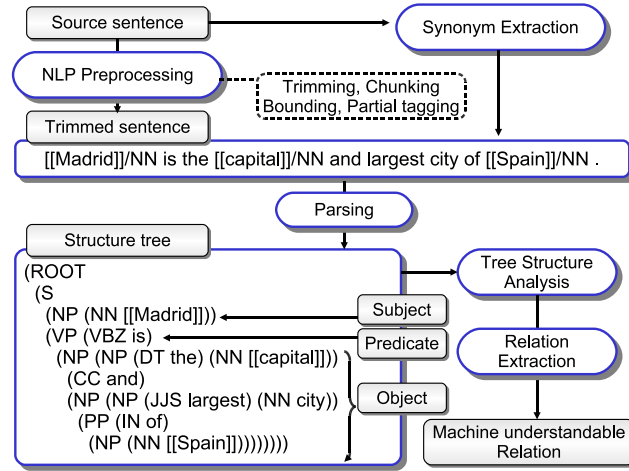 Source sentence
Synonym Extraction
NLP Preprocessing
Trimming, Chunking
Bounding, Partial tagging
Trimmed sentence
[[Madrid]]/NN is the [[capital]]/NN and largest city of [[Spain]]/NN .
Parsing
Structure tree
(ROOT
(S
(NP (NN [[Madrid]]))
(VP (VBZ is)
(NP (NP (DT the) (NN [[capital]]))
(CC and)
(NP (NP (JJS largest) (NN city))
(PP (IN of)
(NP (NN [[Spain]])))))))))
Subject
Predicate
Object
Tree Structure
Analysis
Relation
Extraction
Machine understandable
Relation